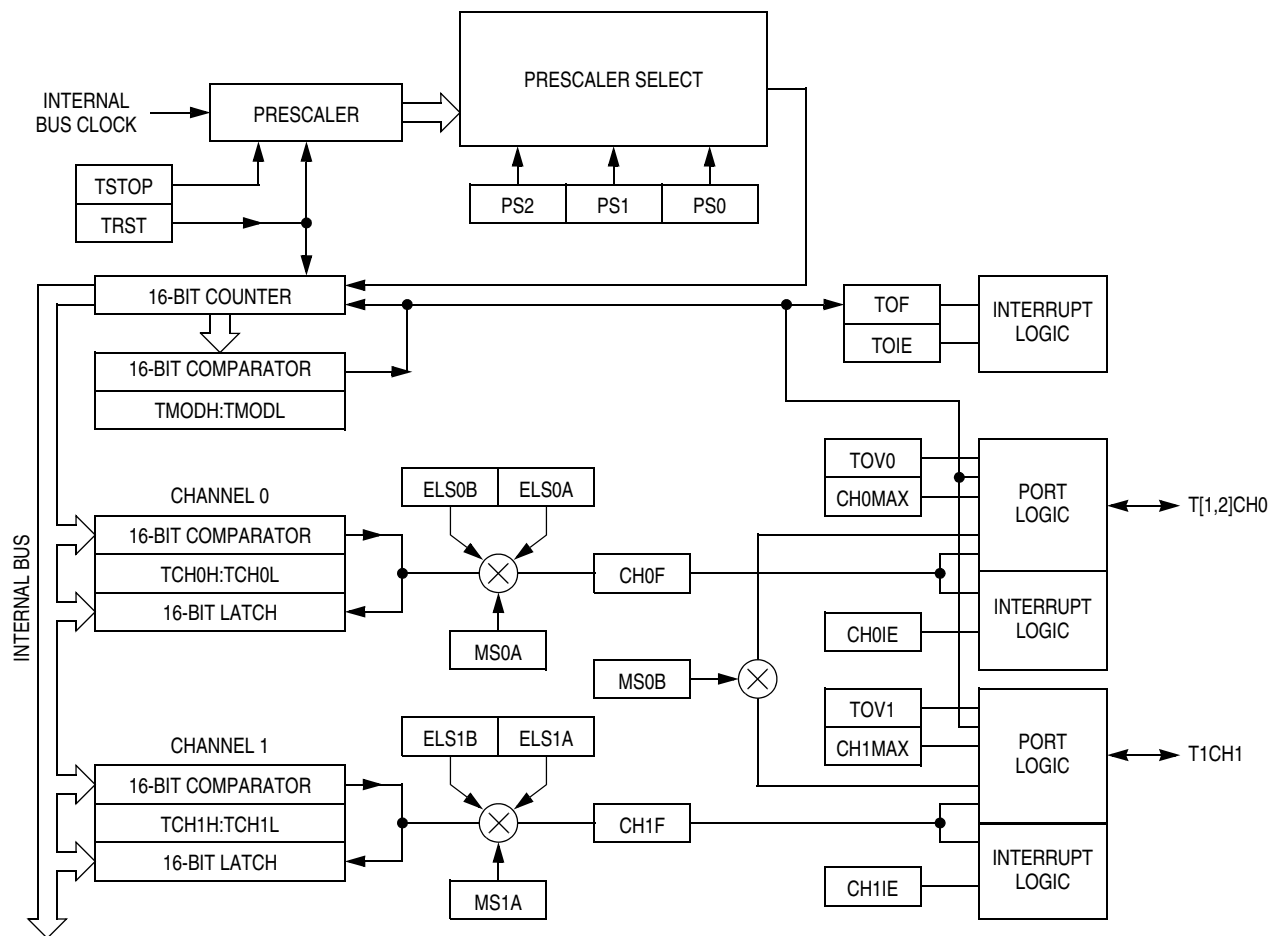 PRESCALER SELECT
INTERNAL
BUS CLOCK
PRESCALER
TSTOP
TRST
PS2
PS1
PS0
16-BIT COUNTER
16-BIT COMPARATOR
TMODH:TMODL
TOF
TOIE
INTERRUPT
LOGIC
INTERNAL BUS
CHANNEL 0
16-BIT COMPARATOR
TCH0H:TCH0L
16-BIT LATCH
ELS0B
ELS0A
MS0A
CH0F
TOV0
CH0MAX
PORT
LOGIC
T[1,2]CH0
CH0IE
INTERRUPT
LOGIC
MS0B
CHANNEL 1
16-BIT COMPARATOR
TCH1H:TCH1L
16-BIT LATCH
ELS1B
ELS1A
MS1A
CH1F
TOV1
CH1MAX
PORT
LOGIC
T1CH1
CH1IE
INTERRUPT
LOGIC